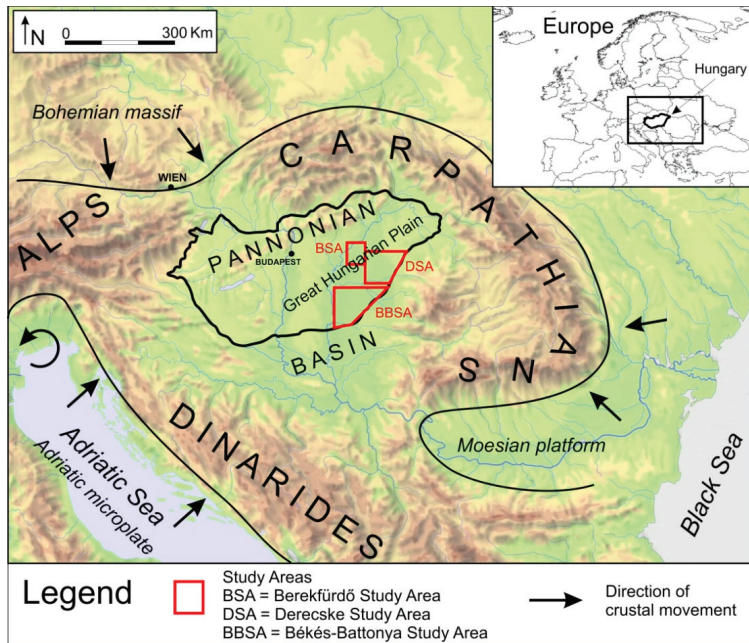 N
0 300 Km
Europe
Hungary
Bohemian massif
WIEN
CARPATHIANS
ALPS
PANNONIAN
BUDAPEST
BSA
Great Hungarian Plain
DSA
BBSA
BASIN
DINARIDES
Adriatic Sea
Adriatic microplate
Moesian platform
Black Sea
Legend
Study Areas
BSA = Berekfürdő Study Area
DSA = Derecske Study Area
BBSA = Békés-Battonya Study Area
Direction of
crustal movement